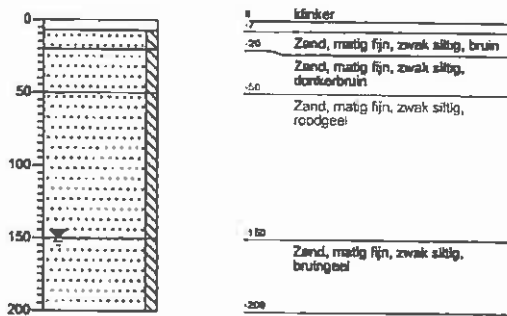 0
50
100
150
200
0
klinker
-7
Zand, matig fijn, zwak siltig, bruin
-20
Zand, matig fijn, zwak siltig,
donkerbruin
-50
Zand, matig fijn, zwak siltig,
roodgeel
-150
Zand, matig fijn, zwak siltig,
bruingeel
-200